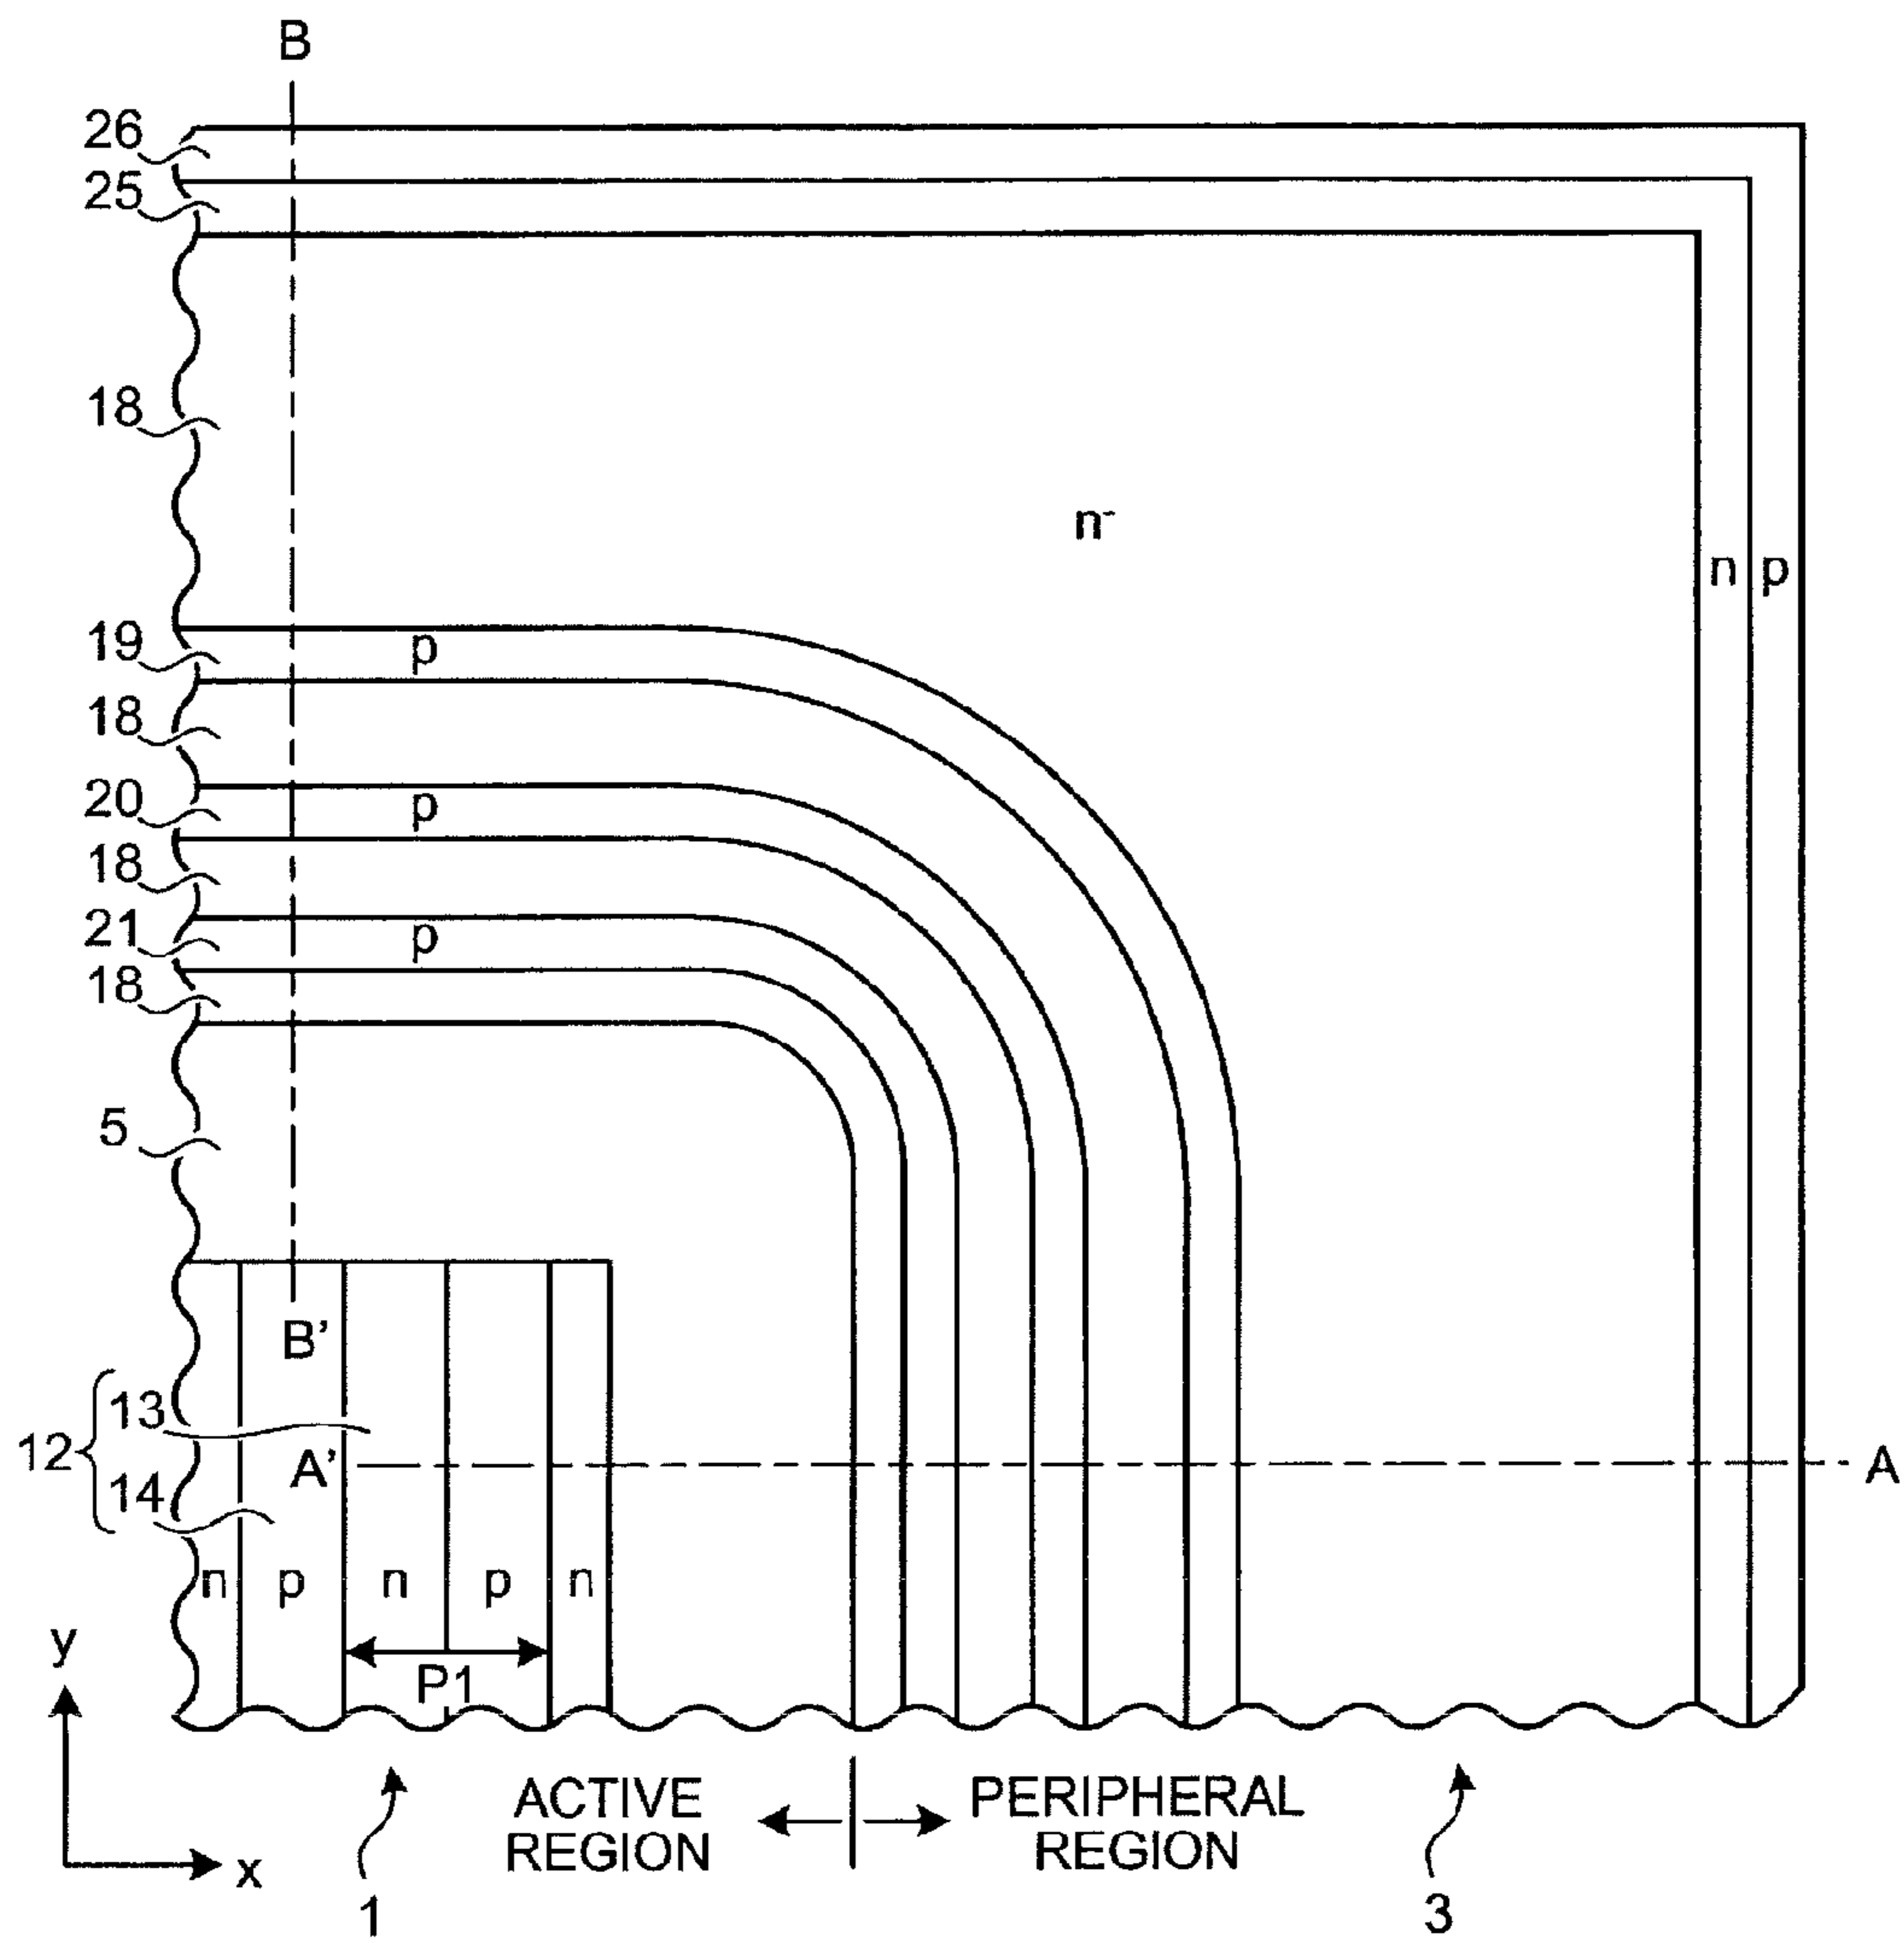 B
26
25
18
n⁻
n p
19
p
18
20
p
18
21
p
18
5
B'
13
12
A'
A
14
n p n p n
y
P1
x
ACTIVE
REGION
PERIPHERAL
REGION
1
3